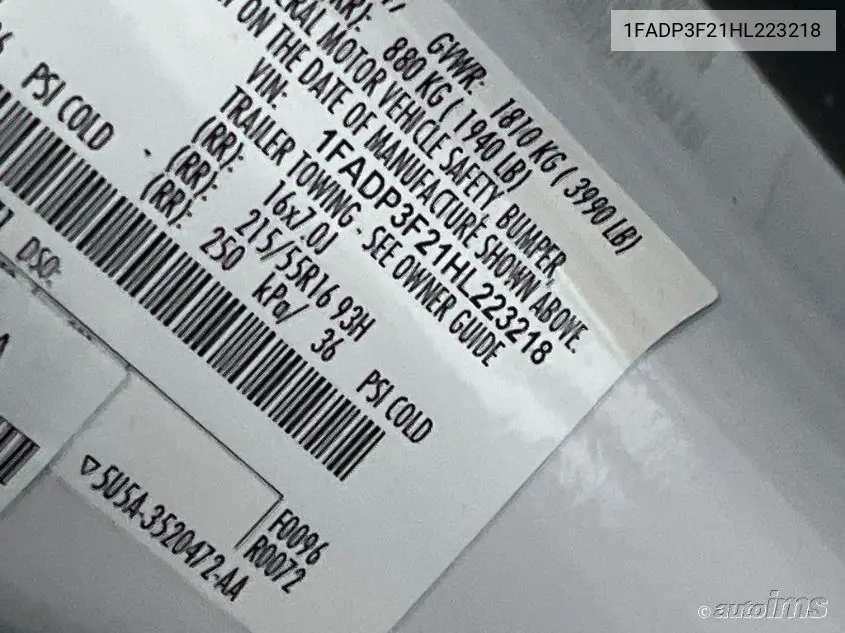 1FADP3F21HL223218
GVWR: 1810 KG ( 3990 LB)
(RR): 880 KG ( 1940 LB)
MOTOR VEHICLE SAFETY, BUMPER,
ON THE DATE OF MANUFACTURE SHOWN ABOVE.
VIN: 1FADP3F21HL223218
TRAILER TOWING - SEE OWNER GUIDE
(RR): 16x7.0J
(RR): 215/55R16 93H
(RR): 250 kPa/ 36 PSI COLD
PSI COLD
DSO:
5U5A-3520472-AA
F0096
R0072
© autoims